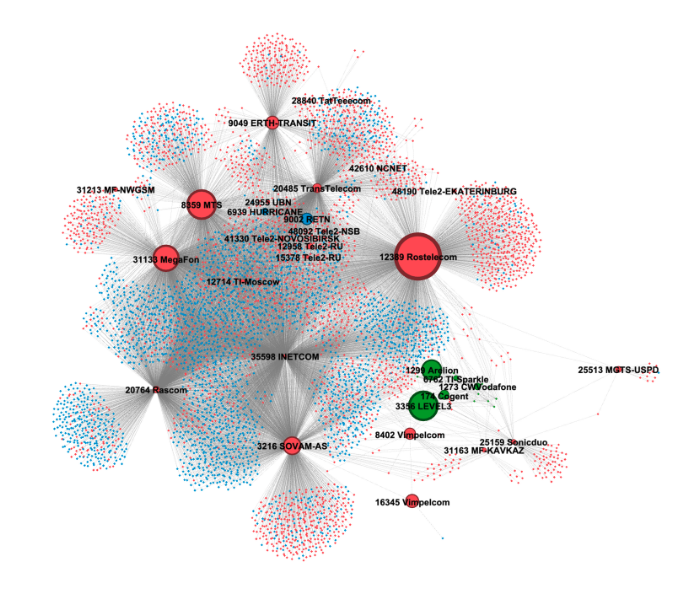 28840 TatTeeecom
9049 ERTH-TRANSIT
42610 NCNET
20485 TransTelecom
31213 MF-NWGSM
48190 Tele2-EKATERINBURG
24955 UBN
8359 MTS
6939 HURRICANE
9002 RETN
48092 Tele2-NSB
41330 Tele2-NOVOSIBIRSK
12958 Tele2-RU
12389 Rostelecom
15378 Tele2-RU
31133 MegaFon
12714 TI-Moscow
35598 INETCOM
1299 Arelion
25513 MGTS-USPD
6762 TI Sparkle
1273 CWVodafone
20764 Rascom
174 Cogent
3356 LEVEL3
8402 Vimpelcom
25159 Sonicduo
3216 SOVAM-AS
31163 MF-KAVKAZ
16345 Vimpelcom